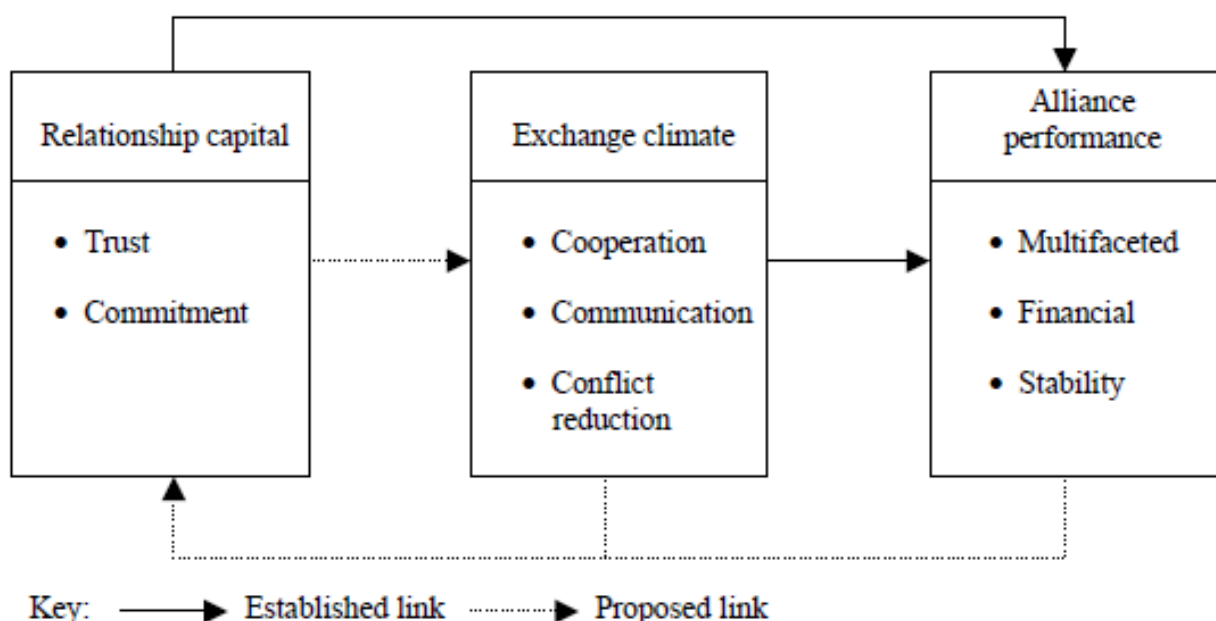 Relationship capital
• Trust
• Commitment
Exchange climate
• Cooperation
• Communication
• Conflict
reduction
Alliance
performance
• Multifaceted
• Financial
• Stability
Key: Established link Proposed link